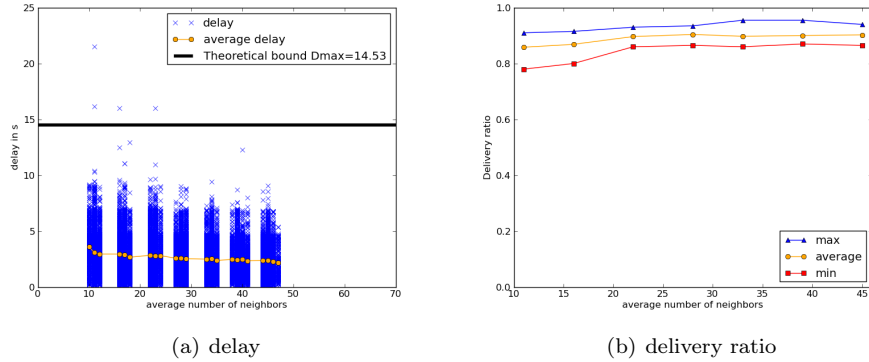 25
20
15
10
5
0
delay in s
delay
average delay
Theoretical bound Dmax=14.53
0 10 20 30 40 50 60 70
average number of neighbors
(a) delay
1.0
0.8
0.6
0.4
0.2
0.0
Delivery ratio
max
average
min
10 15 20 25 30 35 40 45
average number of neighbors
(b) delivery ratio